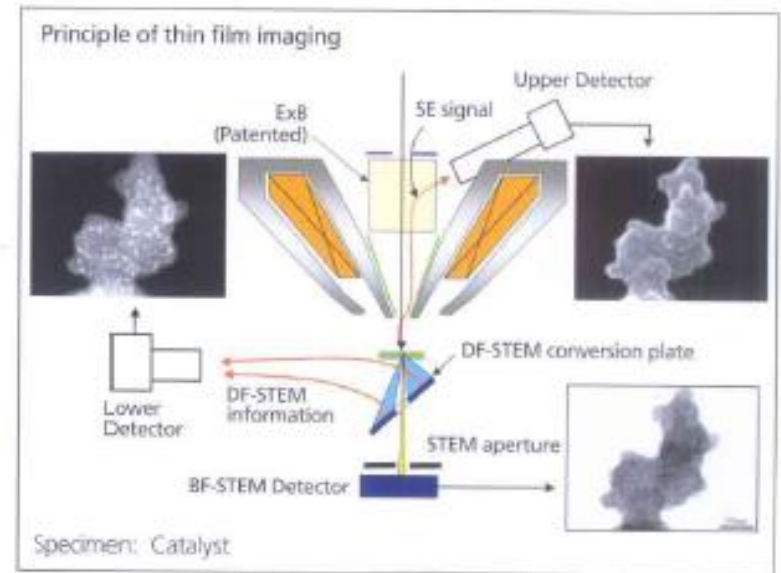 Principle of thin film imaging
Upper Detector
ExB
(Patented)
SE signal
DF-STEM conversion plate
Lower
Detector
DF-STEM
information
STEM aperture
BF-STEM Detector
Specimen: Catalyst